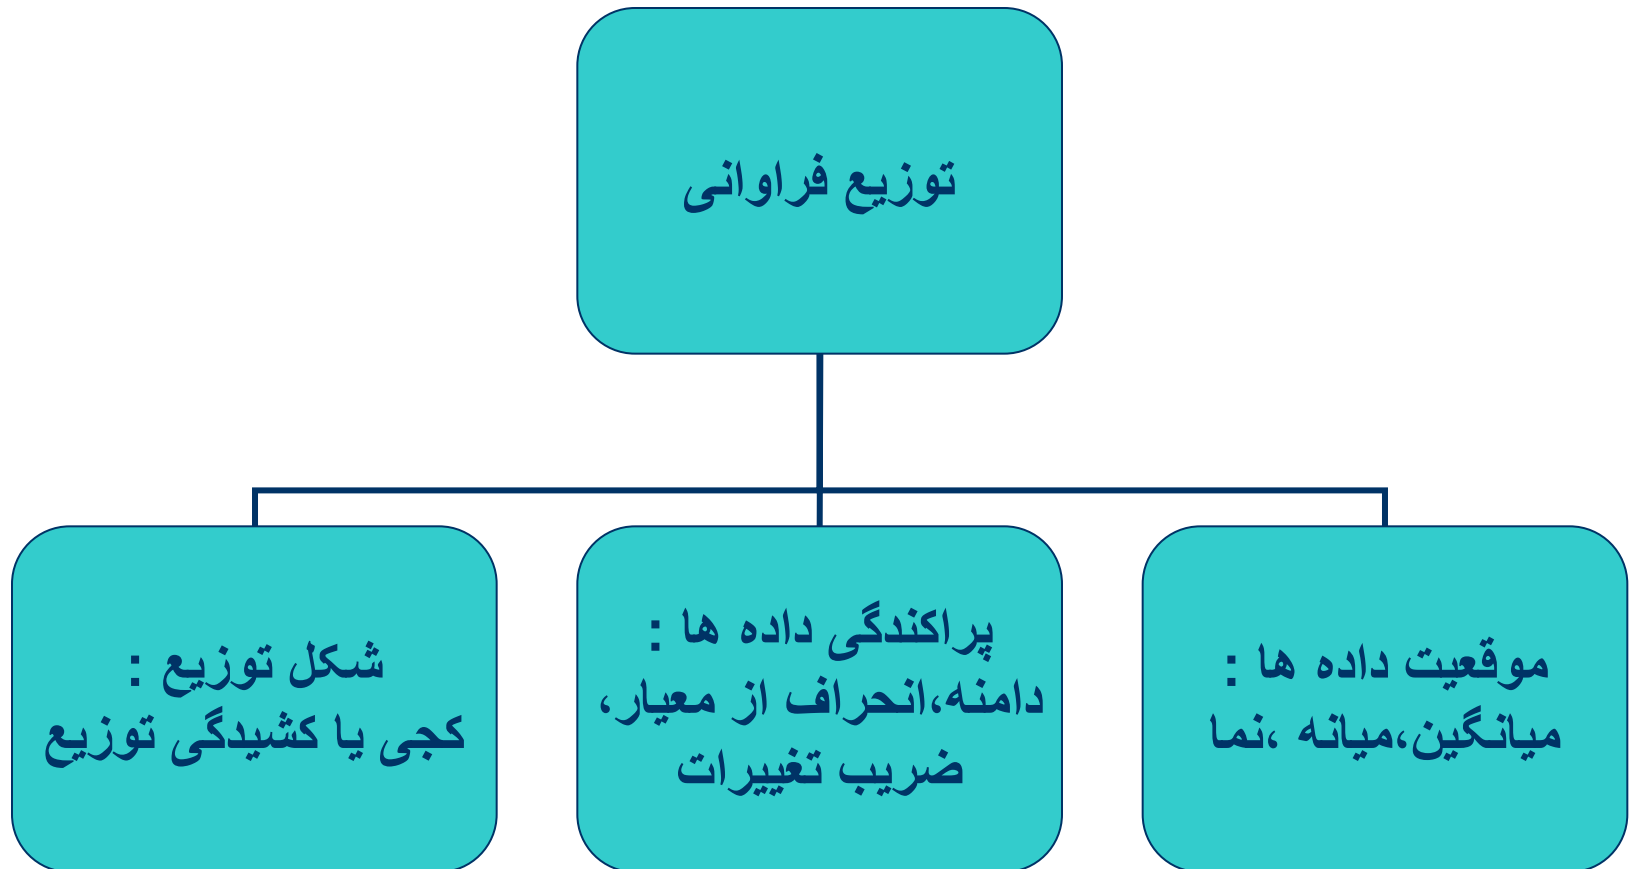 توزیع فراوانی
موقعیت داده ها :
میانگین،میانه ،نما
پراکندگی داده ها :
دامنه،انحراف از معیار،
ضریب تغییرات
شکل توزیع :
کجی یا کشیدگی توزیع